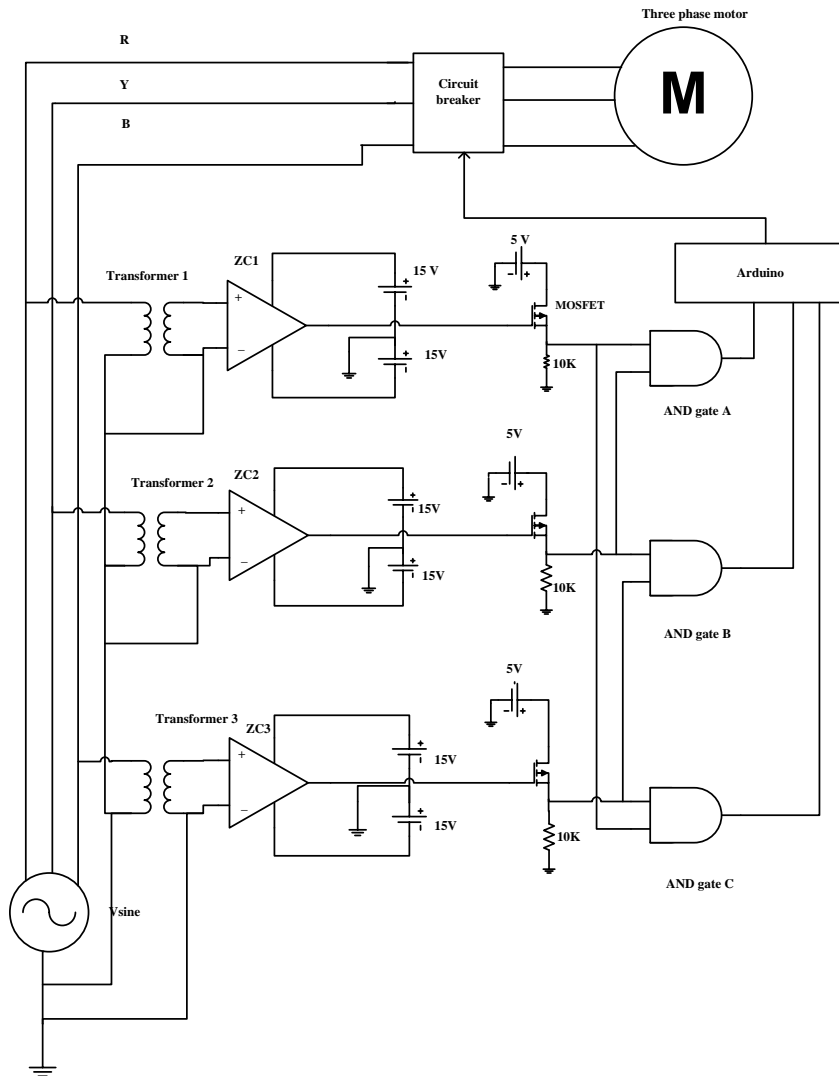 Three phase motor
R
Y
B
Circuit
breaker
M
ZC1
5 V
Transformer 1
15 V
Arduino
MOSFET
15V
10K
AND gate A
5V
ZC2
Transformer 2
15V
15V
10K
AND gate B
5V
Transformer 3
ZC3
15V
15V
10K
AND gate C
Vsine